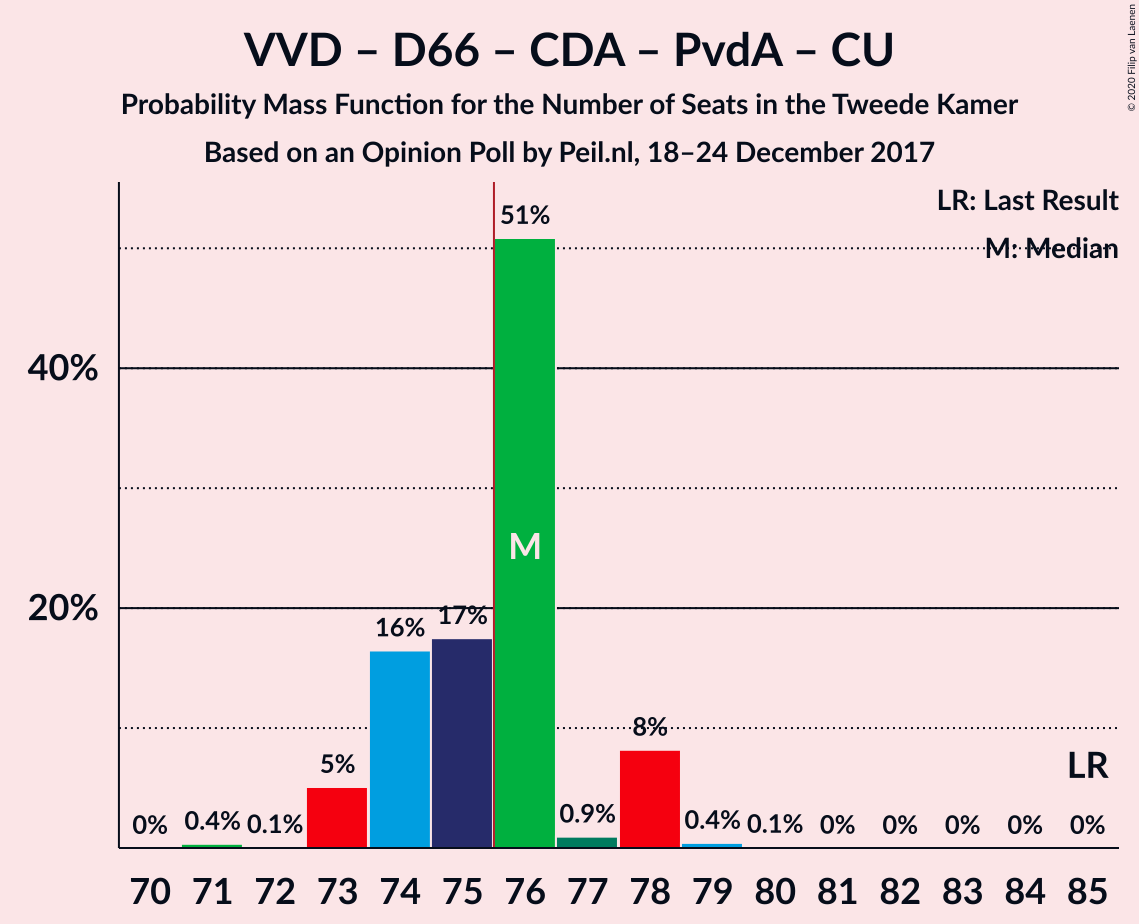 VVD – D66 – CDA – PvdA – CU
Probability Mass Function for the Number of Seats in the Tweede Kamer
Based on an Opinion Poll by Peil.nl, 18–24 December 2017
© 2020 Filip van Laenen
LR: Last Result
M: Median
51%
40%
M
20%
17%
16%
8%
5%
LR
0% 0.4% 0.1% 0.9% 0.4% 0.1% 0% 0% 0% 0% 0%
70 71 72 73 74 75 76 77 78 79 80 81 82 83 84 85